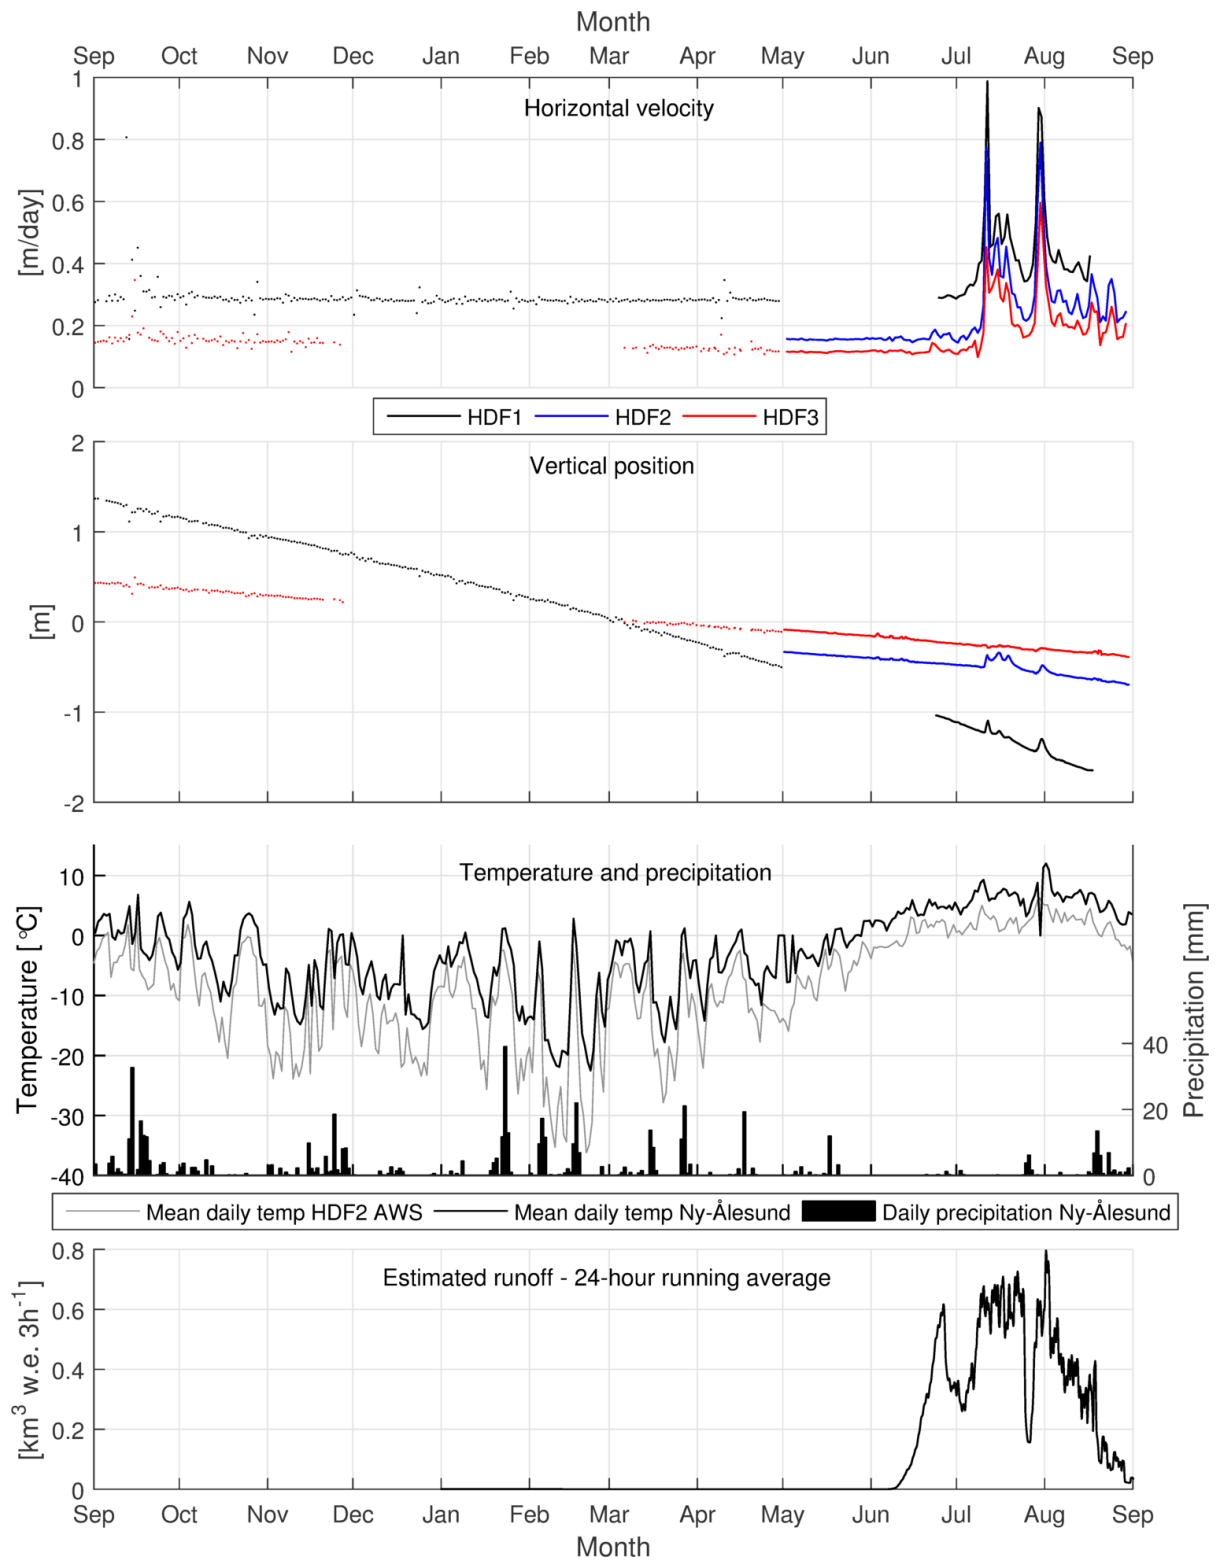 Month
Sep Oct Nov Dec Jan Feb Mar Apr May Jun Jul Aug Sep
Horizontal velocity
[m/day]
1
0.8
0.6
0.4
0.2
0
HDF1 HDF2 HDF3
Vertical position
[m]
2
1
0
-1
-2
Temperature and precipitation
Temperature [°C]
10
0
-10
-20
-30
-40
Precipitation [mm]
40
20
0
Mean daily temp HDF2 AWS Mean daily temp Ny-Ålesund Daily precipitation Ny-Ålesund
Estimated runoff - 24-hour running average
[km³ w.e. 3h⁻¹]
0.8
0.6
0.4
0.2
0
Sep Oct Nov Dec Jan Feb Mar Apr May Jun Jul Aug Sep
Month